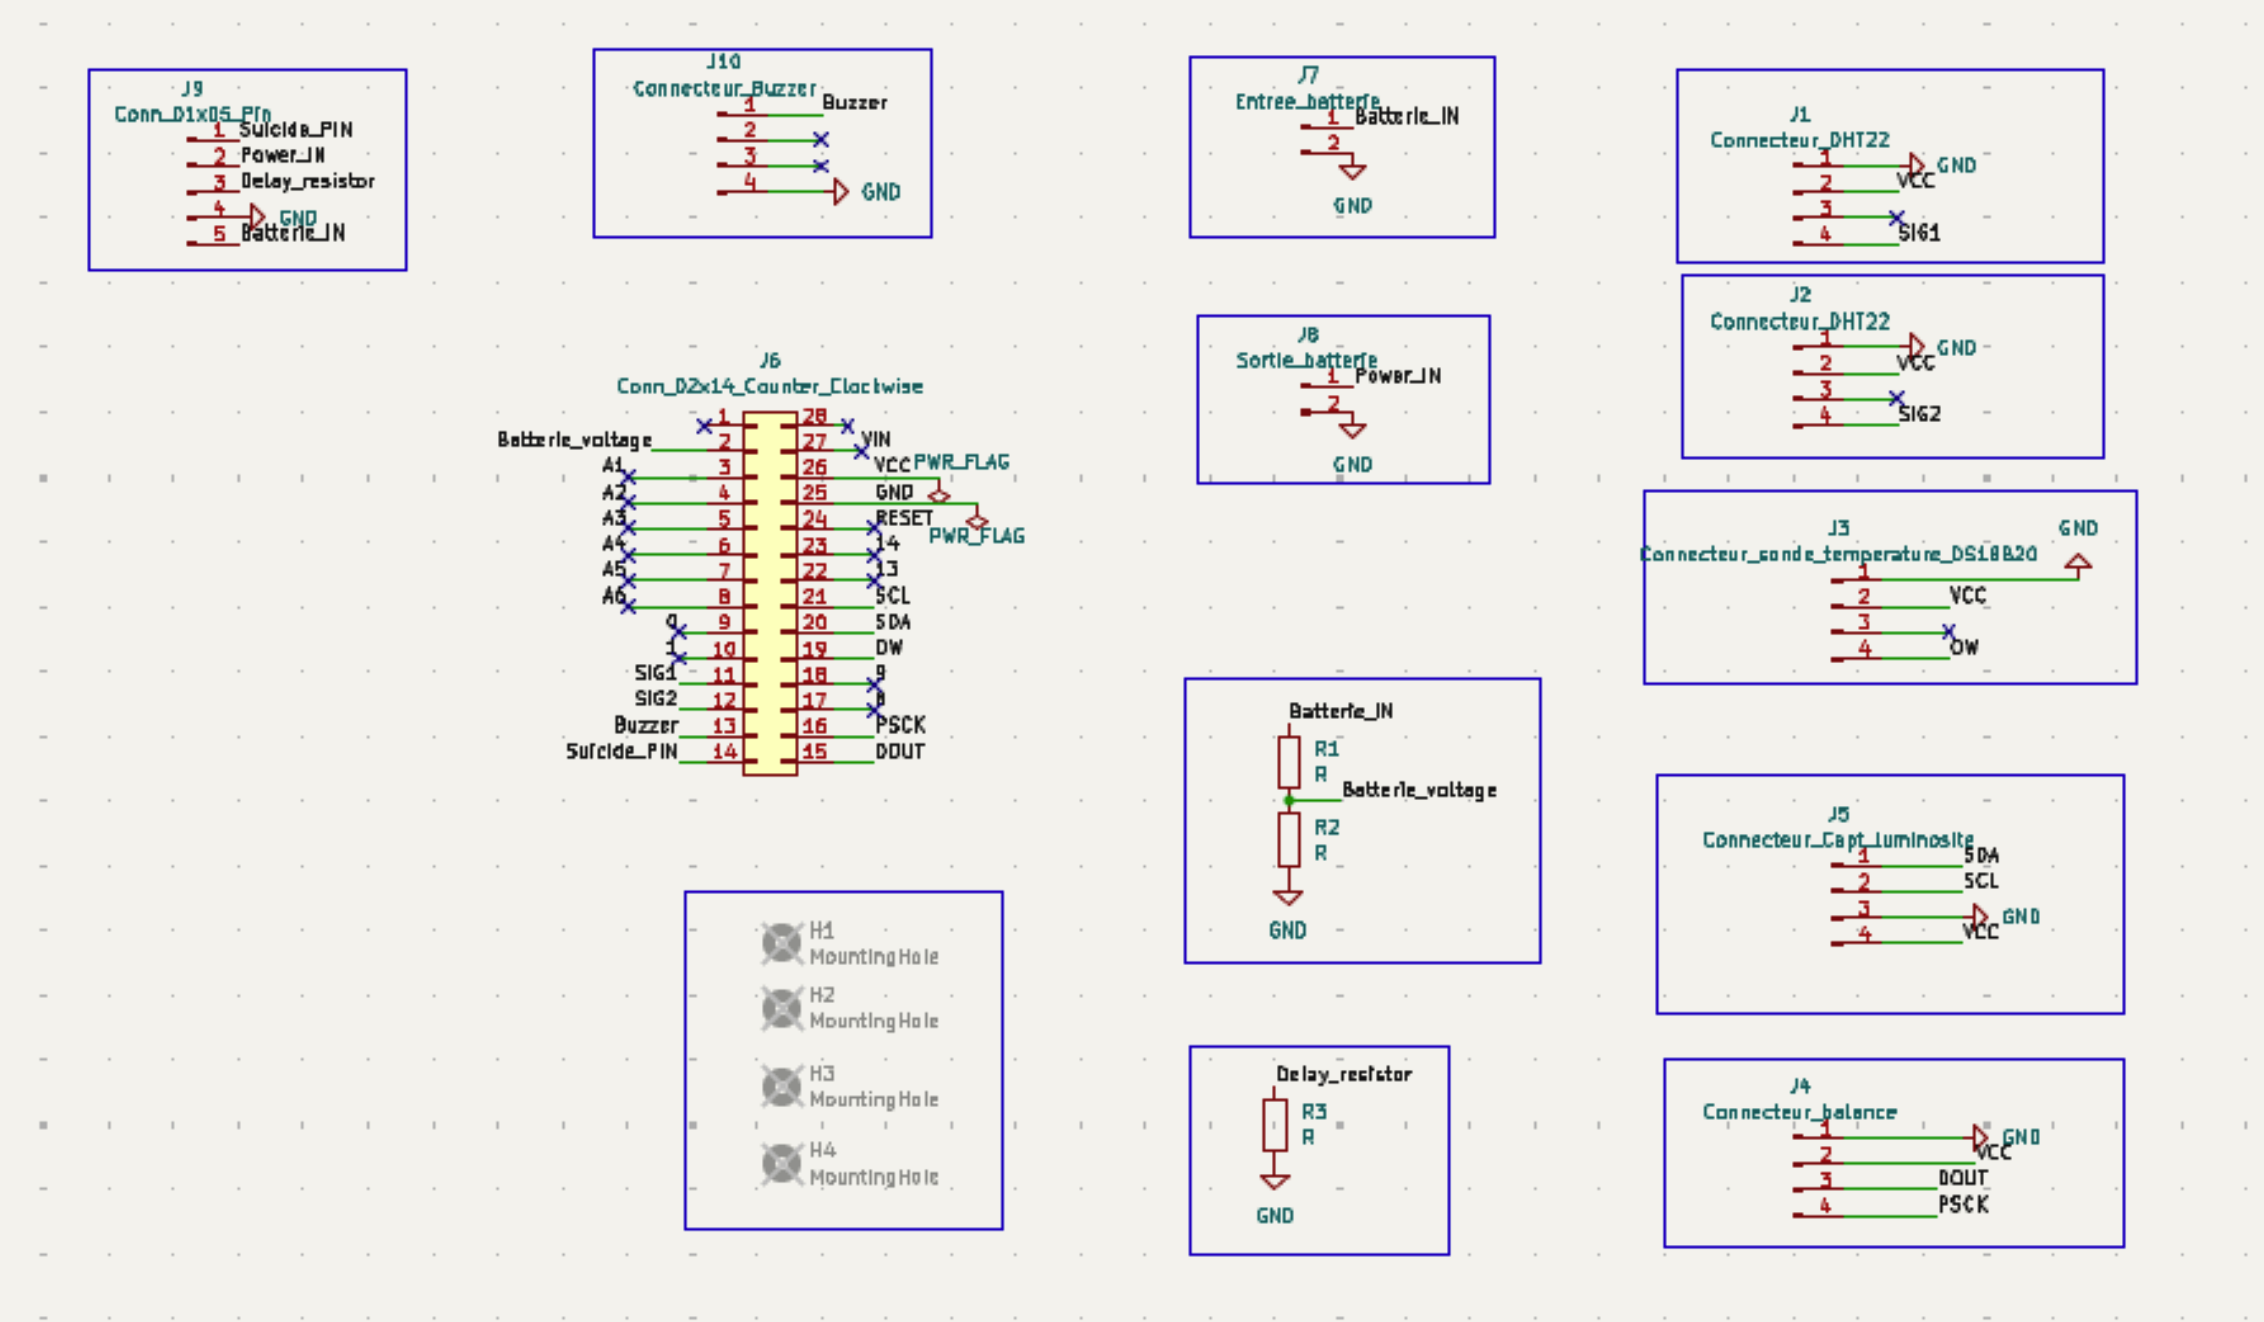 J9
Conn_01x05_Pin
1 Suicide_PIN
2 Power_IN
3 Delay_resistor
4 GND
5 Batterie_IN
J10
Connecteur_Buzzer
1 Buzzer
2
3
4 GND
J7
Entree_batterie
1 Batterie_IN
2
GND
J1
Connecteur_DHT22
1 GND
2 VCC
3
4 SIG1
J2
Connecteur_DHT22
1 GND
2 VCC
3
4 SIG2
J8
Sortie_batterie
1 Power_IN
2
GND
J6
Conn_02x14_Counter_Clockwise
1 28
Batterie_voltage 2 27 VIN
A1 3 26 VCC PWR_FLAG
A2 4 25 GND
A3 5 24 RESET PWR_FLAG
A4 6 23 14
A5 7 22 13
A6 8 21 SCL
0 9 20 SDA
1 10 19 OW
SIG1 11 18 9
SIG2 12 17 8
Buzzer 13 16 PSCK
Suicide_PIN 14 15 DOUT
J3 GND
Connecteur_sonde_temperature_DS18B20
1
2 VCC
3
4 OW
Batterie_IN
R1
R
Batterie_voltage
R2
R
GND
J5
Connecteur_Capt_luminosite
1 SDA
2 SCL
3 GND
4 VCC
H1
MountingHole
H2
MountingHole
H3
MountingHole
H4
MountingHole
Delay_resistor
R3
R
GND
J4
Connecteur_balance
1 GND
2 VCC
3 DOUT
4 PSCK